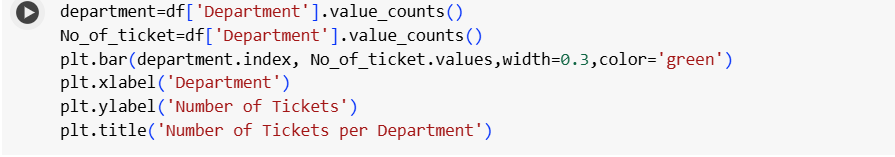 department=df['Department'].value_counts()
No_of_ticket=df['Department'].value_counts()
plt.bar(department.index, No_of_ticket.values,width=0.3,color='green')
plt.xlabel('Department')
plt.ylabel('Number of Tickets')
plt.title('Number of Tickets per Department')